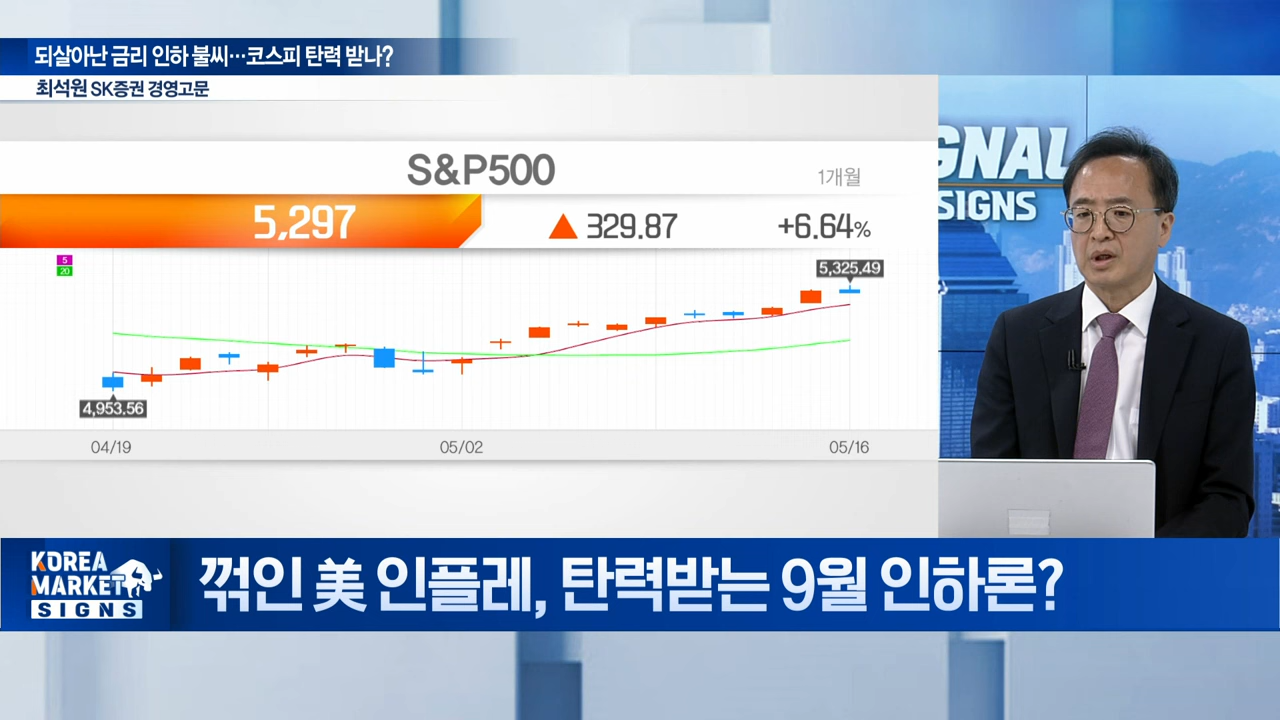 되살아난 금리 인하 불씨…코스피 탄력 받나?
최석원 SK증권 경영고문
S&P500
1개월
5,297 ▲ 329.87 +6.64%
5
20
5,325.49
4,953.56
04/19 05/02 05/16
GNAL
SIGNS
KOREA
MARKET
SIGNS
꺾인 美 인플레, 탄력받는 9월 인하론?